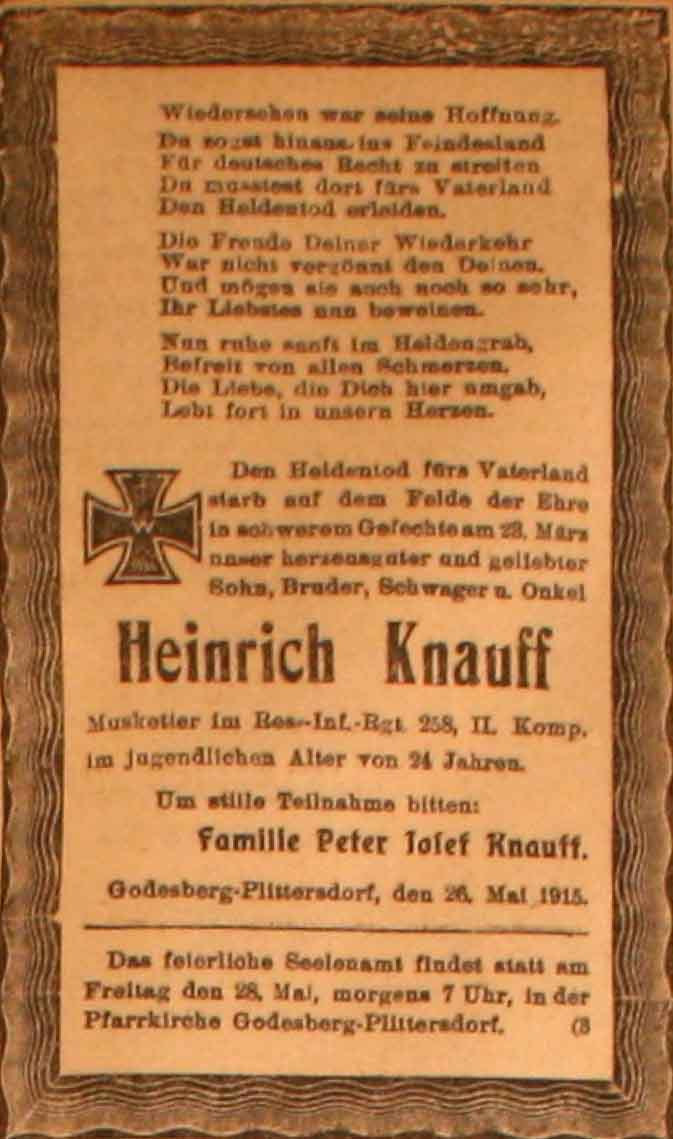 Wiedersehen war seine Hoffnung.
Du zogst hinaus ins Feindesland
Für deutsches Recht zu streiten
Du musstest dort fürs Vaterland
Den Heldentod erleiden.
Die Freude Deiner Wiederkehr
War nicht vergönnt den Deinen.
Und mögen sie auch noch so sehr,
Ihr Liebstes nun beweinen.
Nun ruhe sanft im Heldengrab,
Befreit von allen Schmerzen.
Die Liebe, die Dich hier umgab,
Lebt fort in unsern Herzen.
Den Heldentod fürs Vaterland
starb auf dem Felde der Ehre
in schwerem Gefechte am 23. März
unser herzensguter und geliebter
Sohn, Bruder, Schwager u. Onkel
W
1914
Heinrich Knauff
Musketier im Res.-Inf.-Rgt. 258, II. Komp.
im jugendlichen Alter von 24 Jahren.
Um stille Teilnahme bitten:
Familie Peter Josef Knauff.
Godesberg-Plittersdorf, den 26. Mai 1915.
Das feierliche Seelenamt findet statt am
Freitag den 28. Mai, morgens 7 Uhr, in der
Pfarrkirche Godesberg-Plittersdorf. (3